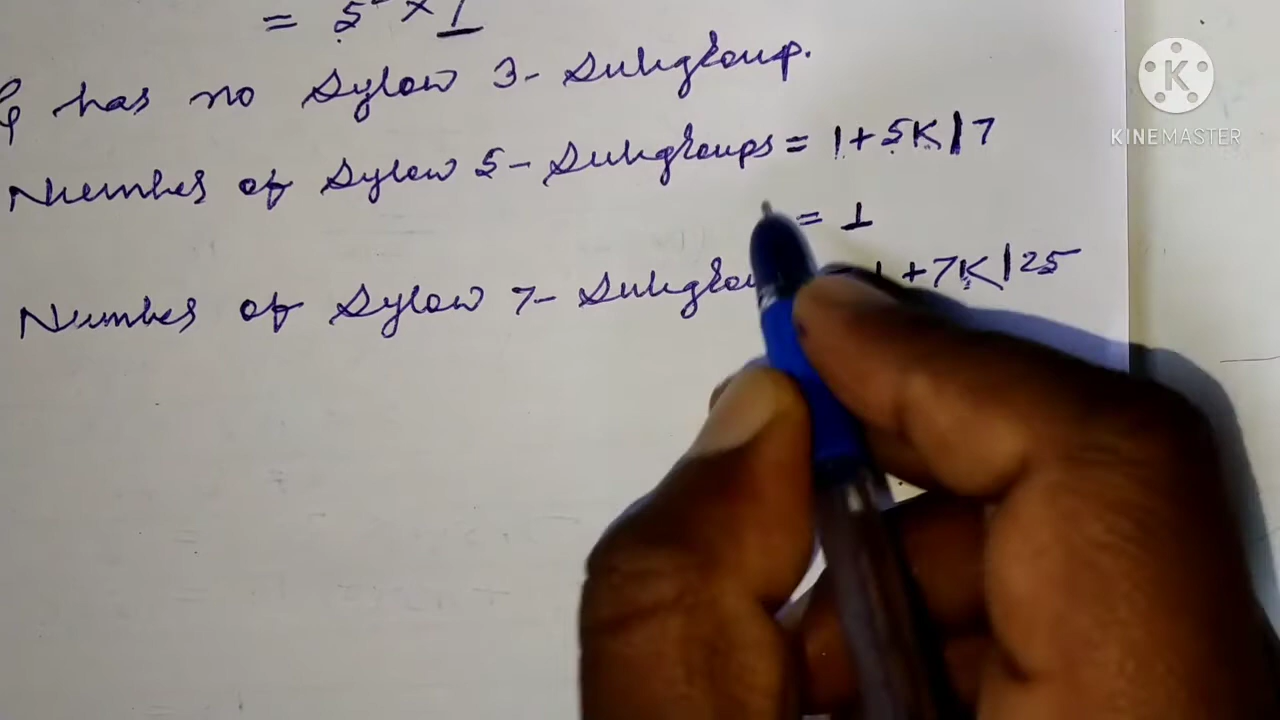 = 5² × 1
G has no Sylow 3- Subgroup.
K
KINEMASTER
Number of Sylow 5- Subgroups = 1+5K|7
= 1
Number of Sylow 7- 1+7K|25